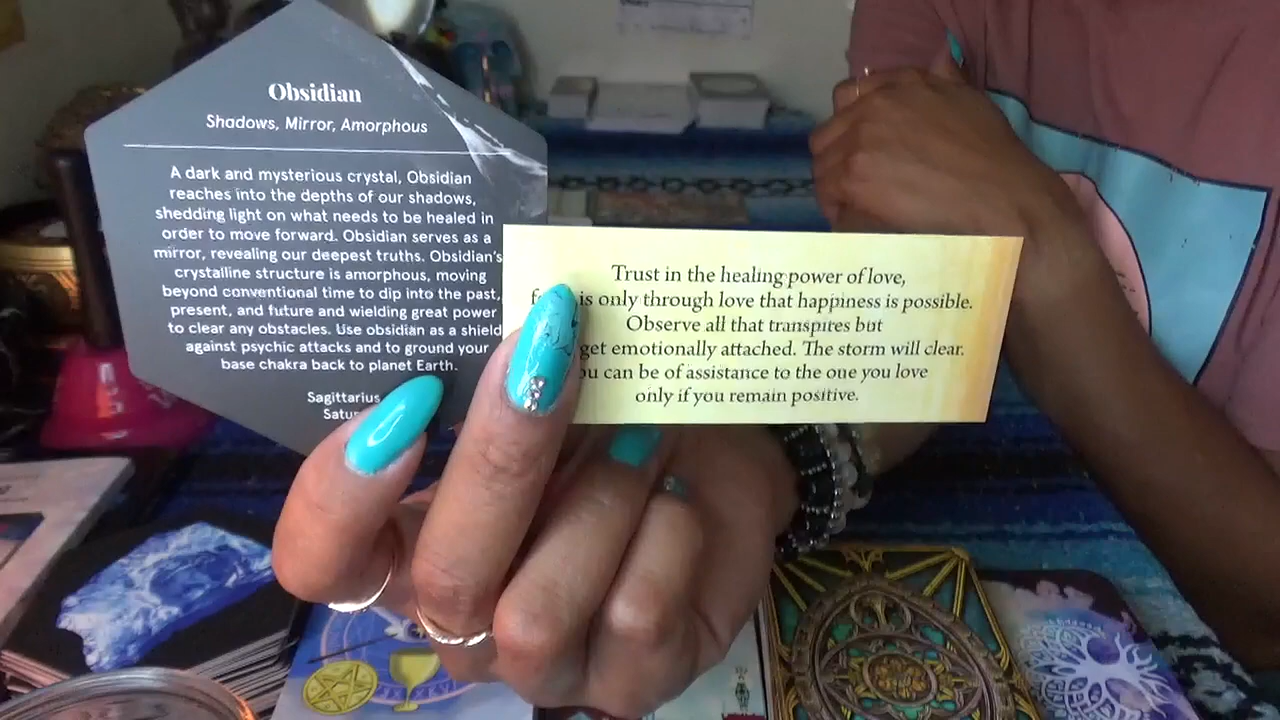 Obsidian
Shadows, Mirror, Amorphous
A dark and mysterious crystal, Obsidian
reaches into the depths of our shadows,
shedding light on what needs to be healed in
order to move forward. Obsidian serves as a
mirror, revealing our deepest truths. Obsidian's
crystalline structure is amorphous, moving
beyond conventional time to dip into the past,
present, and future and wielding great power
to clear any obstacles. Use obsidian as a shield
against psychic attacks and to ground your
base chakra back to planet Earth.
Sagittarius
Trust in the healing power of love,
is only through love that happiness is possible.
Observe all that transpires but
get emotionally attached. The storm will clear.
can be of assistance to the one you love
only if you remain positive.